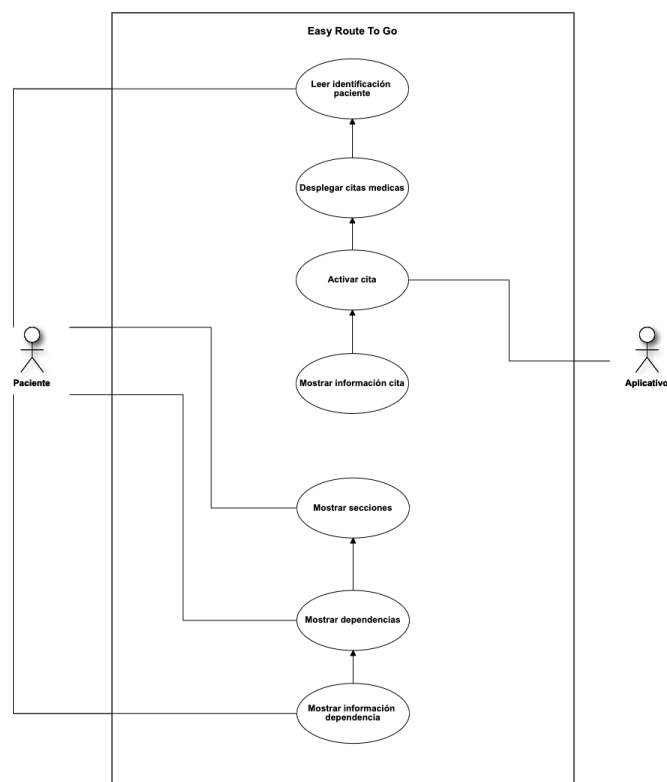 Easy Route To Go
Leer identificación
paciente
Desplegar citas medicas
Activar cita
Paciente
Mostrar información cita
Aplicativo
Mostrar secciones
Mostrar dependencias
Mostrar información
dependencia